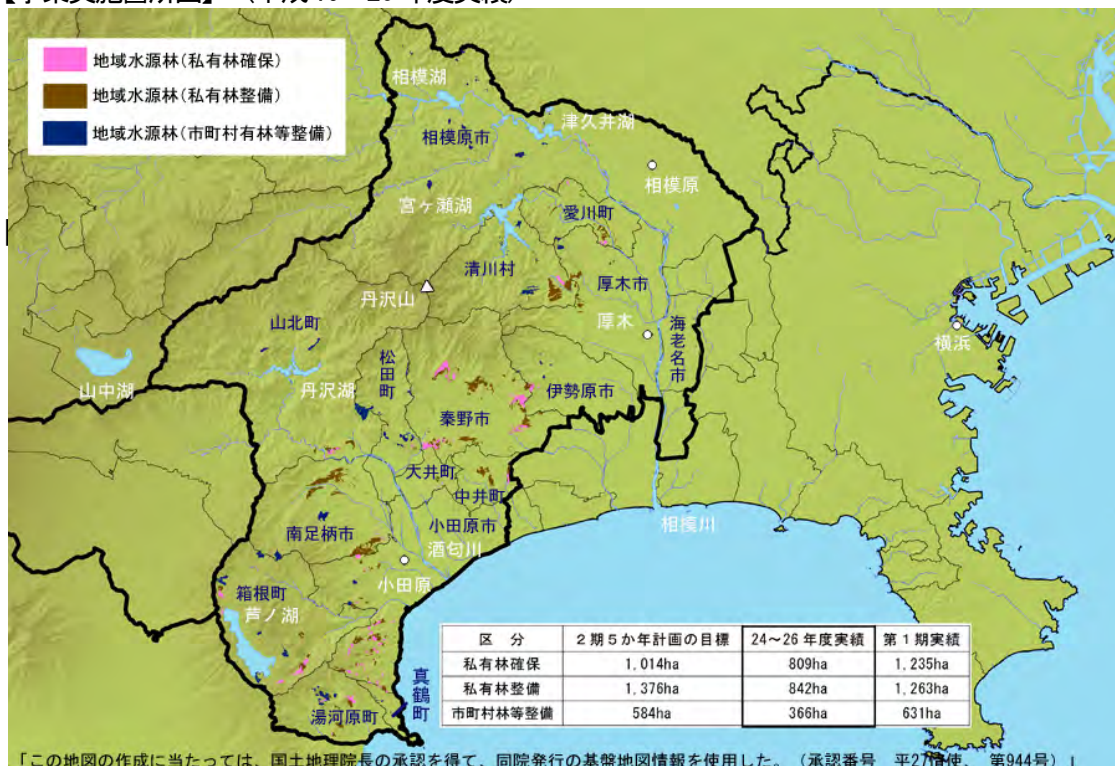 地域水源林(私有林確保)
地域水源林(私有林整備)
地域水源林(市町村有林等整備)
相模湖
津久井湖
相模原市
相模原
宮ヶ瀬湖
愛川町
清川村
厚木市
丹沢山
厚木
海老名市
山北町
横浜
松田町
山中湖
丹沢湖
伊勢原市
秦野市
大井町
中井町
南足柄市
小田原市
相模川
酒匂川
小田原
箱根町
芦ノ湖
真鶴町
湯河原町
区 分 2期5か年計画の目標 24~26年度実績 第1期実績
私有林確保 1,014ha 809ha 1,235ha
私有林整備 1,376ha 842ha 1,263ha
市町村林等整備 584ha 366ha 631ha
「この地図の作成に当たっては、国土地理院長の承認を得て、同院発行の基盤地図情報を使用した。(承認番号 平27情使、 第944号)」